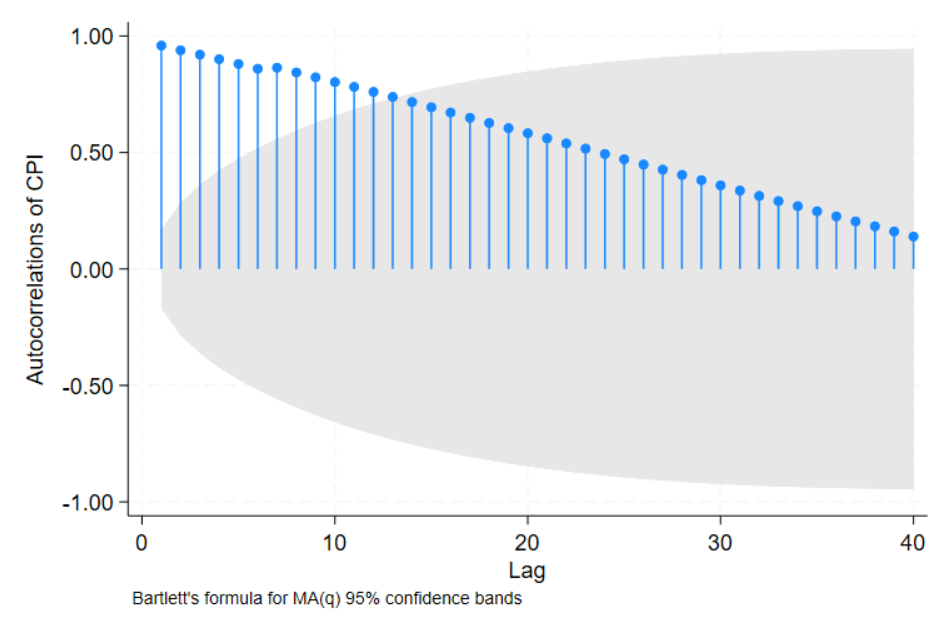 Autocorrelations of CPI
1.00
0.50
0.00
-0.50
-1.00
0 10 20 30 40
Lag
Bartlett's formula for MA(q) 95% confidence bands